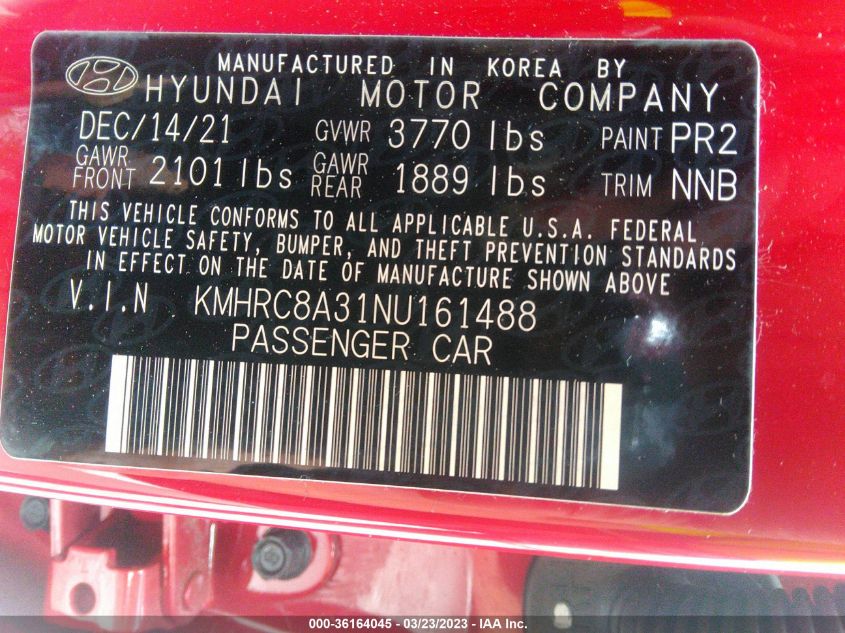 MANUFACTURED IN KOREA BY
HYUNDAI MOTOR COMPANY
DEC/14/21 GVWR 3770 lbs PAINT PR2
GAWR FRONT 2101 lbs GAWR REAR 1889 lbs TRIM NNB
THIS VEHICLE CONFORMS TO ALL APPLICABLE U.S.A. FEDERAL
MOTOR VEHICLE SAFETY, BUMPER, AND THEFT PREVENTION STANDARDS
IN EFFECT ON THE DATE OF MANUFACTURE SHOWN ABOVE
V.I.N KMHRC8A31NU161488
PASSENGER CAR
000-36164045 - 03/23/2023 - IAAI.COM.